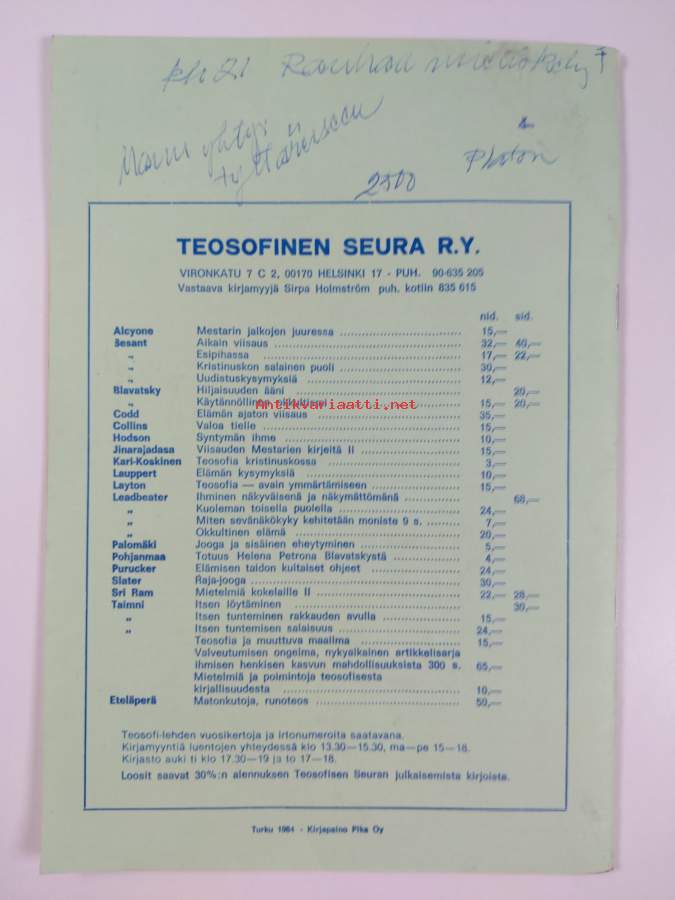 2500
Platon
TEOSOFINEN SEURA R.Y.
VIRONKATU 7 C 2, 00170 HELSINKI 17 - PUH. 90-635 205
Vastaava kirjamyyjä Sirpa Holmström puh. kotiin 835 615
nid. sid.
Alcyone Mestarin jalkojen juuressa 15,—
Besant Aikain viisaus 32,— 40,—
„ Esipihassa 17,— 22,—
„ Kristinuskon salainen puoli 30,—
„ Uudistuskysymyksiä 12,—
Blavatsky Hiljaisuuden ääni 20,—
„ Käytännöllinen 15,— 20,—
Antikvariaatti.net
Codd Elämän ajaton viisaus 35,—
Collins Valoa tielle 15,—
Hodson Syntymän ihme 10,—
Jinarajadasa Viisauden Mestarien kirjeitä II 15,—
Kari-Koskinen Teosofia kristinuskossa 3,—
Lauppert Elämän kysymyksiä 10,—
Layton Teosofia — avain ymmärtämiseen 15,—
Leadbeater Ihminen näkyväisenä ja näkymättömänä 68,—
„ Kuoleman toisella puolella 24,—
„ Miten sevänäkökyky kehitetään moniste 9 s. 7,—
„ Okkultinen elämä 20,—
Palomäki Jooga ja sisäinen eheytyminen 5,—
Pohjanmaa Totuus Helena Petrona Blavatskystä 4,—
Purucker Elämisen taidon kultaiset ohjeet 24,—
Slater Raja-jooga 30,—
Sri Ram Mietelmiä kokelaille II 22,— 28,—
Taimni Itsen löytäminen 30,—
„ Itsen tunteminen rakkauden avulla 15,—
„ Itsen tuntemisen salaisuus 24,—
Teosofia ja muuttuva maailma 15,—
Valveutumisen ongelma, nykyaikainen artikkelisarja
ihmisen henkisen kasvun mahdollisuuksista 300 s. 65,—
Mietelmiä ja poimintoja teosofisesta
kirjallisuudesta 10,—
Eteläperä Matonkutoja, runoteos 50,—
Teosofi-lehden vuosikertoja ja irtonumeroita saatavana.
Kirjamyyntiä luentojen yhteydessä klo 13.30—15.30, ma—pe 15—18.
Kirjasto auki ti klo 17.30—19 ja to 17—18.
Loosit saavat 30%:n alennuksen Teosofisen Seuran julkaisemista kirjoista.
Turku 1984 - Kirjapaino Pika Oy